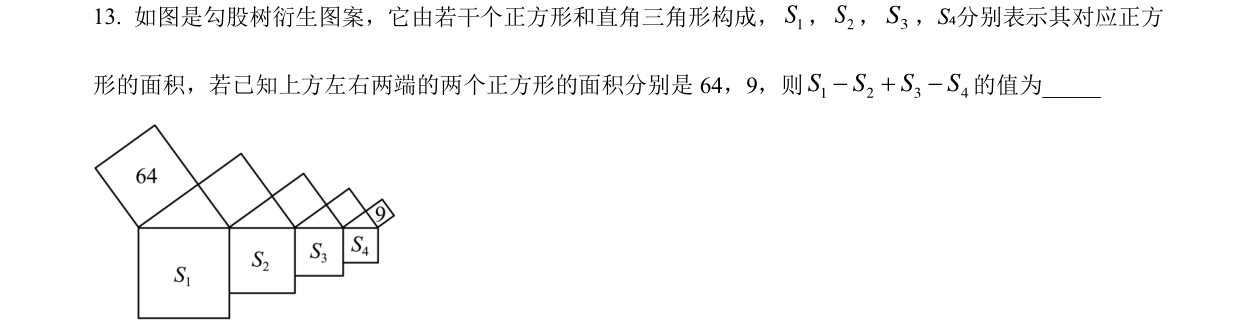 13. 如图是勾股树衍生图案，它由若干个正方形和直角三角形构成，S₁，S₂，S₃，S₄分别表示其对应正方
形的面积，若已知上方左右两端的两个正方形的面积分别是 64，9，则 S₁－S₂＋S₃－S₄ 的值为_____
64
9
S₁
S₂
S₃
S₄